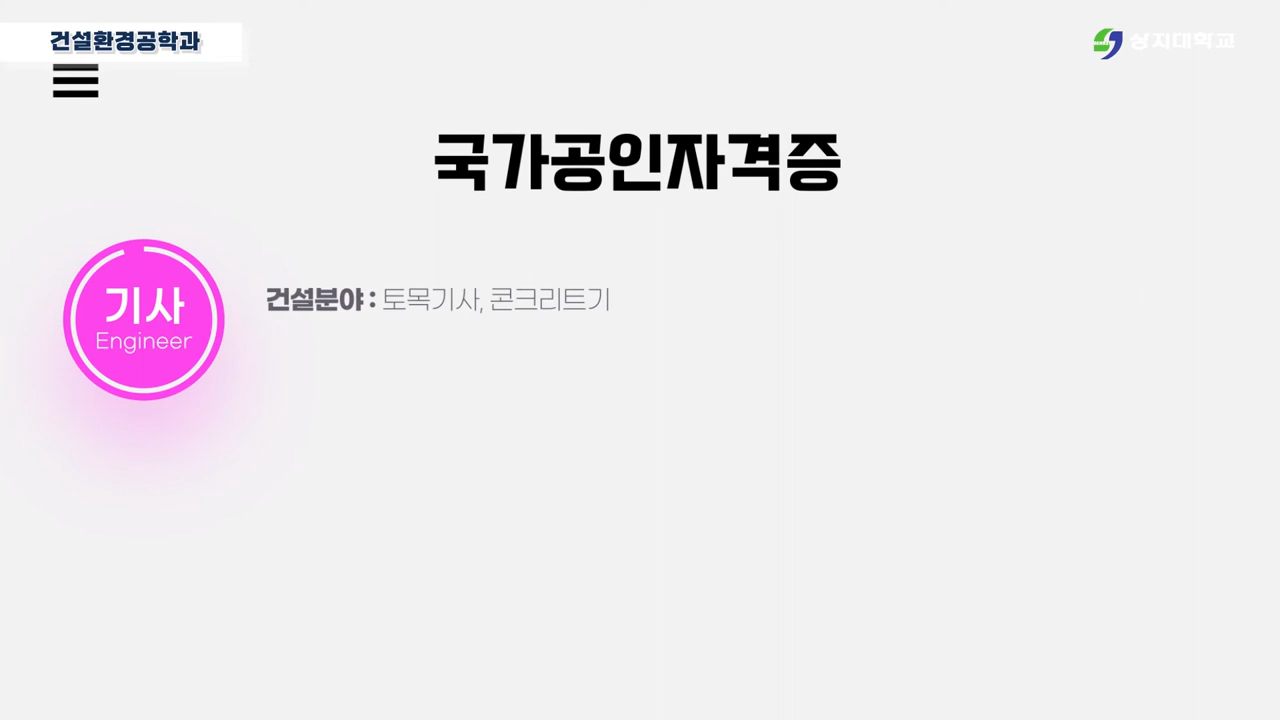 건설환경공학과
상지대학교
국가공인자격증
기사
Engineer
건설분야 : 토목기사, 콘크리트기